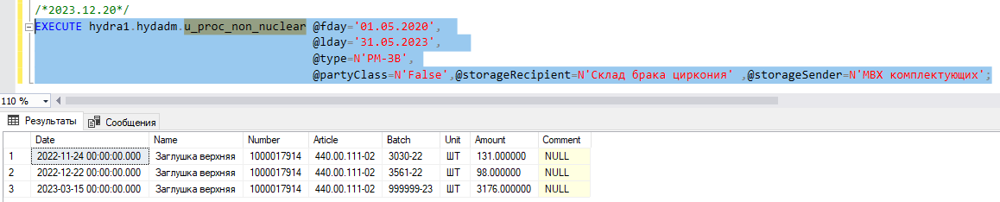 /*2023.12.20*/
EXECUTE hydra1.hydadm.u_proc_non_nuclear @fday='01.05.2020',
@lday='31.05.2023',
@type=N'РМ-ЗВ',
@partyClass=N'False',@storageRecipient=N'Склад брака циркония' ,@storageSender=N'МВХ комплектующих';
110 %
Результаты Сообщения
Date Name Number Article Batch Unit Amount Comment
1 2022-11-24 00:00:00.000 Заглушка верхняя 1000017914 440.00.111-02 3030-22 ШТ 131.000000 NULL
2 2022-12-22 00:00:00.000 Заглушка верхняя 1000017914 440.00.111-02 3561-22 ШТ 98.000000 NULL
3 2023-03-15 00:00:00.000 Заглушка верхняя 1000017914 440.00.111-02 999999-23 ШТ 3176.000000 NULL